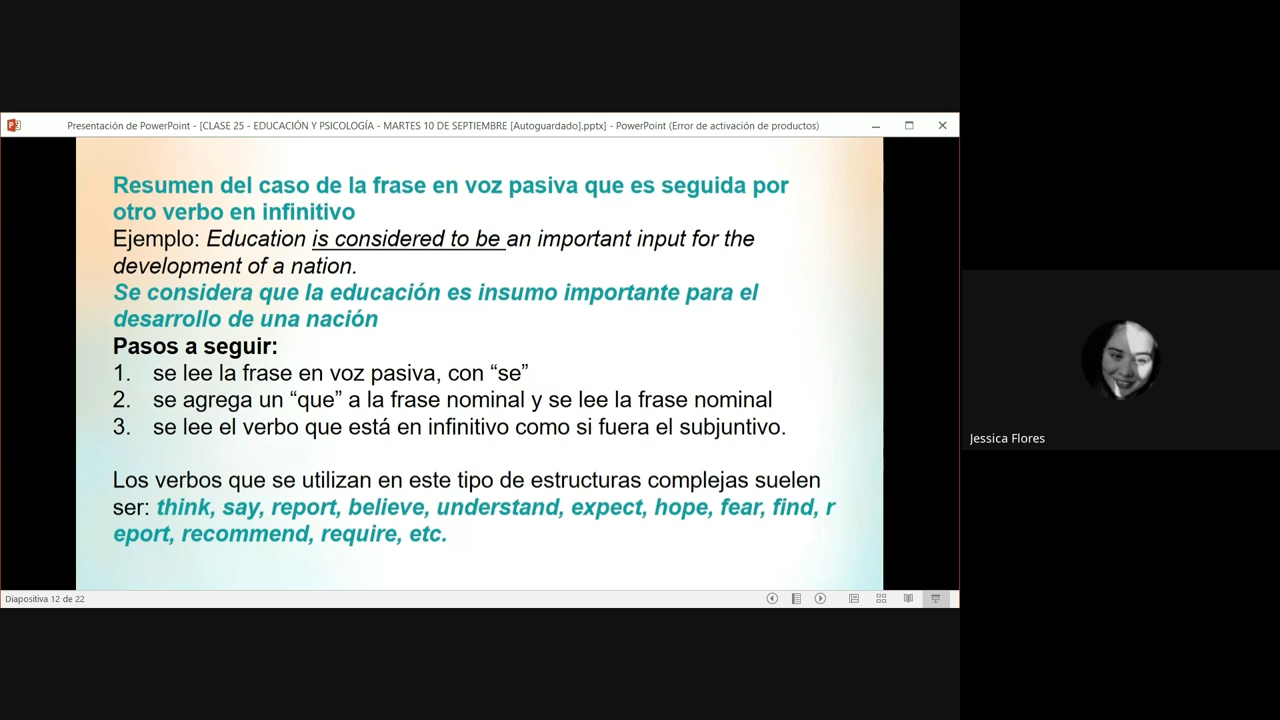 Presentación de PowerPoint - [CLASE 25 - EDUCACIÓN Y PSICOLOGÍA - MARTES 10 DE SEPTIEMBRE [Autoguardado].pptx] - PowerPoint (Error de activación de productos)
Resumen del caso de la frase en voz pasiva que es seguida por
otro verbo en infinitivo
Ejemplo: Education is considered to be an important input for the
development of a nation.
Se considera que la educación es insumo importante para el
desarrollo de una nación
Pasos a seguir:
1. se lee la frase en voz pasiva, con “se”
2. se agrega un “que” a la frase nominal y se lee la frase nominal
3. se lee el verbo que está en infinitivo como si fuera el subjuntivo.
Los verbos que se utilizan en este tipo de estructuras complejas suelen
ser: think, say, report, believe, understand, expect, hope, fear, find, r
eport, recommend, require, etc.
Diapositiva 12 de 22
Jessica Flores